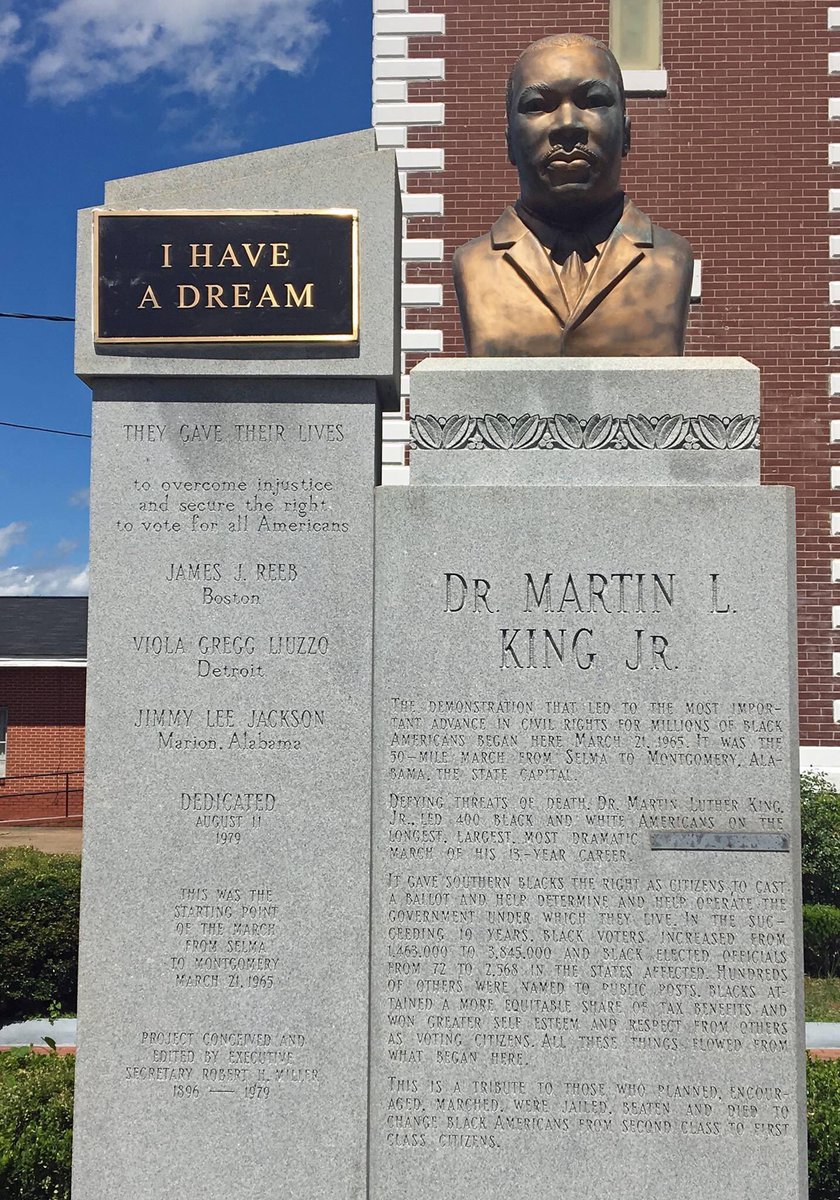 I HAVE
A DREAM
THEY GAVE THEIR LIVES
to overcome injustice
and secure the right
to vote for all Americans
JAMES J. REEB
Boston
VIOLA GREGG LIUZZO
Detroit
JIMMY LEE JACKSON
Marion, Alabama
DEDICATED
AUGUST 11
1979
THIS WAS THE
STARTING POINT
OF THE MARCH
FROM SELMA
TO MONTGOMERY
MARCH 21, 1965
PROJECT CONCEIVED AND
EDITED BY EXECUTIVE
SECRETARY ROBERT H. MILLER
1896 — 1979
DR. MARTIN L.
KING JR.
THE DEMONSTRATION THAT LED TO THE MOST IMPOR-
TANT ADVANCE IN CIVIL RIGHTS FOR MILLIONS OF BLACK
AMERICANS BEGAN HERE MARCH 21, 1965. IT WAS THE
50-MILE MARCH FROM SELMA TO MONTGOMERY, ALA-
BAMA, THE STATE CAPITAL.
DEFYING THREATS OF DEATH, DR. MARTIN LUTHER KING,
JR., LED 400 BLACK AND WHITE AMERICANS ON THE
LONGEST, LARGEST, MOST DRAMATIC
MARCH OF HIS 13-YEAR CAREER.
IT GAVE SOUTHERN BLACKS THE RIGHT AS CITIZENS TO CAST
A BALLOT AND HELP DETERMINE AND HELP OPERATE THE
GOVERNMENT UNDER WHICH THEY LIVE. IN THE SUC-
CEEDING 10 YEARS, BLACK VOTERS INCREASED FROM
1,463,000 TO 3,845,000 AND BLACK ELECTED OFFICIALS
FROM 72 TO 2,568 IN THE STATES AFFECTED. HUNDREDS
OF OTHERS WERE NAMED TO PUBLIC POSTS. BLACKS AT-
TAINED A MORE EQUITABLE SHARE OF TAX BENEFITS AND
WON GREATER SELF ESTEEM AND RESPECT FROM OTHERS
AS VOTING CITIZENS. ALL THESE THINGS FLOWED FROM
WHAT BEGAN HERE.
THIS IS A TRIBUTE TO THOSE WHO PLANNED, ENCOUR-
AGED, MARCHED, WERE JAILED, BEATEN AND DIED TO
CHANGE BLACK AMERICANS FROM SECOND CLASS TO FIRST
CLASS CITIZENS.